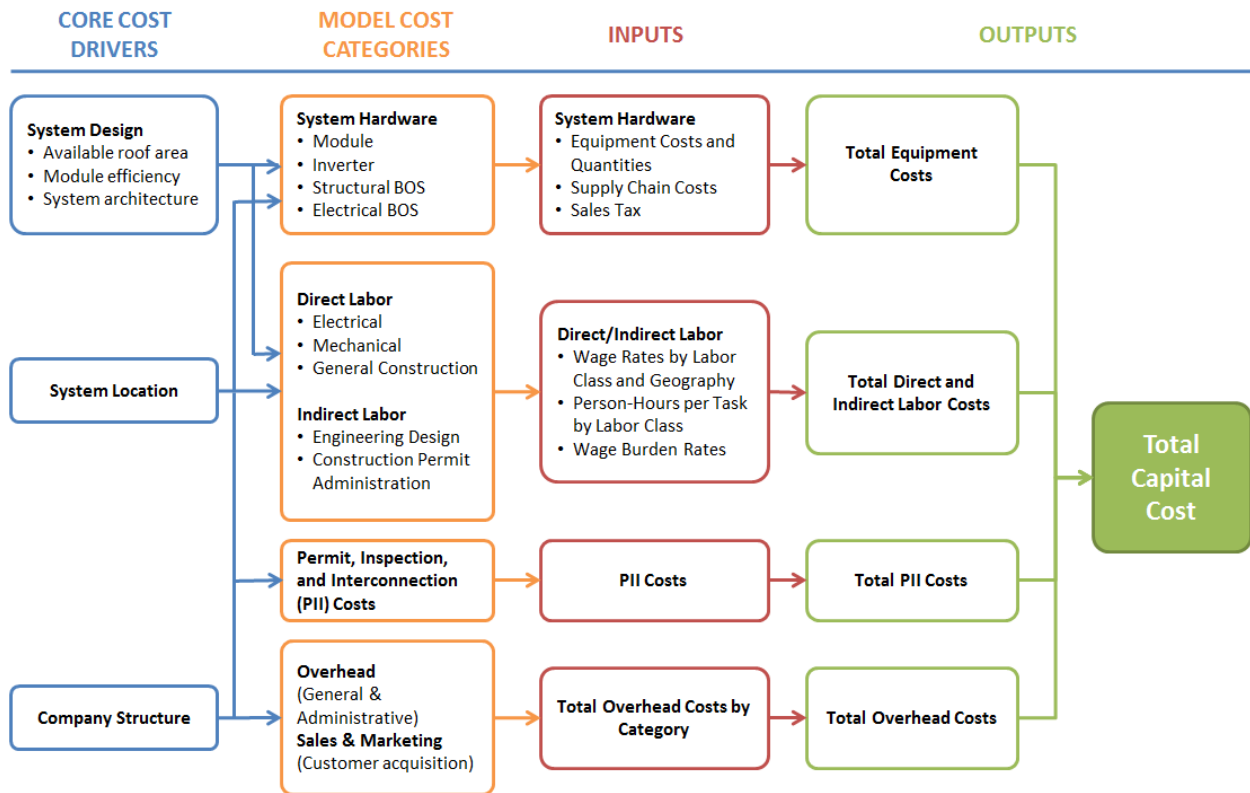 CORE COST
DRIVERS
MODEL COST
CATEGORIES
INPUTS
OUTPUTS
System Design
• Available roof area
• Module efficiency
• System architecture
System Hardware
• Module
• Inverter
• Structural BOS
• Electrical BOS
System Hardware
• Equipment Costs and
Quantities
• Supply Chain Costs
• Sales Tax
Total Equipment
Costs
System Location
Direct Labor
• Electrical
• Mechanical
• General Construction
Indirect Labor
• Engineering Design
• Construction Permit
Administration
Direct/Indirect Labor
• Wage Rates by Labor
Class and Geography
• Person-Hours per Task
by Labor Class
• Wage Burden Rates
Total Direct and
Indirect Labor Costs
Total
Capital
Cost
Permit, Inspection,
and Interconnection
(PII) Costs
PII Costs
Total PII Costs
Company Structure
Overhead
(General &
Administrative)
Sales & Marketing
(Customer acquisition)
Total Overhead Costs by
Category
Total Overhead Costs